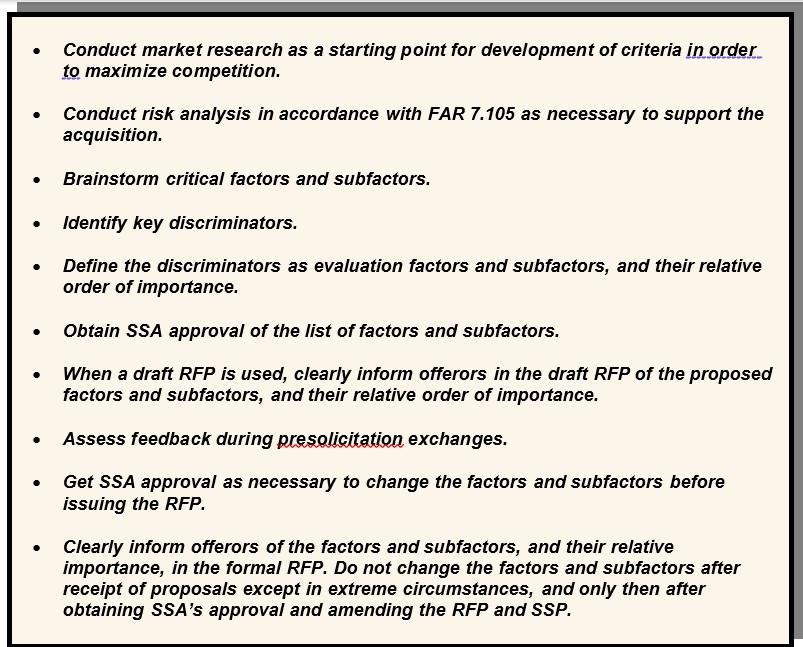 • Conduct market research as a starting point for development of criteria in order
to maximize competition.
• Conduct risk analysis in accordance with FAR 7.105 as necessary to support the
acquisition.
• Brainstorm critical factors and subfactors.
• Identify key discriminators.
• Define the discriminators as evaluation factors and subfactors, and their relative
order of importance.
• Obtain SSA approval of the list of factors and subfactors.
• When a draft RFP is used, clearly inform offerors in the draft RFP of the proposed
factors and subfactors, and their relative order of importance.
• Assess feedback during presolicitation exchanges.
• Get SSA approval as necessary to change the factors and subfactors before
issuing the RFP.
• Clearly inform offerors of the factors and subfactors, and their relative
importance, in the formal RFP. Do not change the factors and subfactors after
receipt of proposals except in extreme circumstances, and only then after
obtaining SSA’s approval and amending the RFP and SSP.